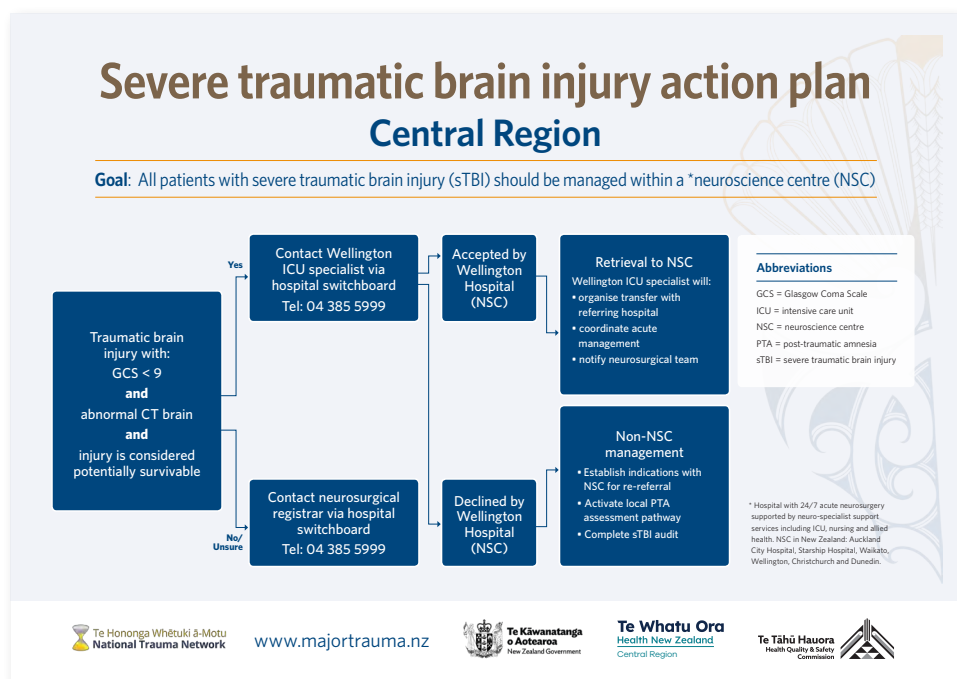 Severe traumatic brain injury action plan
Central Region
Goal: All patients with severe traumatic brain injury (sTBI) should be managed within a *neuroscience centre (NSC)
Traumatic brain
injury with:
GCS < 9
and
abnormal CT brain
and
injury is considered
potentially survivable
Yes
Contact Wellington
ICU specialist via
hospital switchboard
Tel: 04 385 5999
No/
Unsure
Contact neurosurgical
registrar via hospital
switchboard
Tel: 04 385 5999
Accepted by
Wellington
Hospital
(NSC)
Declined by
Wellington
Hospital
(NSC)
Retrieval to NSC
Wellington ICU specialist will:
• organise transfer with
referring hospital
• coordinate acute
management
• notify neurosurgical team
Non-NSC
management
• Establish indications with
NSC for re-referral
• Activate local PTA
assessment pathway
• Complete sTBI audit
Abbreviations
GCS = Glasgow Coma Scale
ICU = intensive care unit
NSC = neuroscience centre
PTA = post-traumatic amnesia
sTBI = severe traumatic brain injury
* Hospital with 24/7 acute neurosurgery
supported by neuro-specialist support
services including ICU, nursing and allied
health. NSC in New Zealand: Auckland
City Hospital, Starship Hospital, Waikato,
Wellington, Christchurch and Dunedin.
Te Hononga Whētuki ā-Motu
National Trauma Network
www.majortrauma.nz
Te Kāwanatanga
o Aotearoa
New Zealand Government
Te Whatu Ora
Health New Zealand
Central Region
Te Tāhū Hauora
Health Quality & Safety
Commission